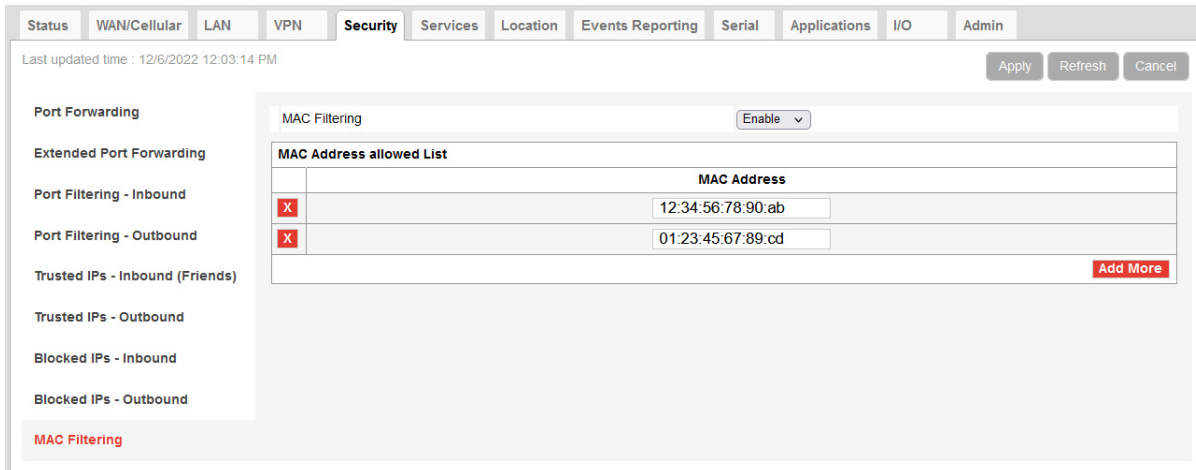 Status WAN/Cellular LAN VPN Security Services Location Events Reporting Serial Applications I/O Admin
Last updated time : 12/6/2022 12:03:14 PM
Apply Refresh Cancel
Port Forwarding
Extended Port Forwarding
Port Filtering - Inbound
Port Filtering - Outbound
Trusted IPs - Inbound (Friends)
Trusted IPs - Outbound
Blocked IPs - Inbound
Blocked IPs - Outbound
MAC Filtering
MAC Filtering Enable
MAC Address allowed List
MAC Address
X 12:34:56:78:90:ab
X 01:23:45:67:89:cd
Add More